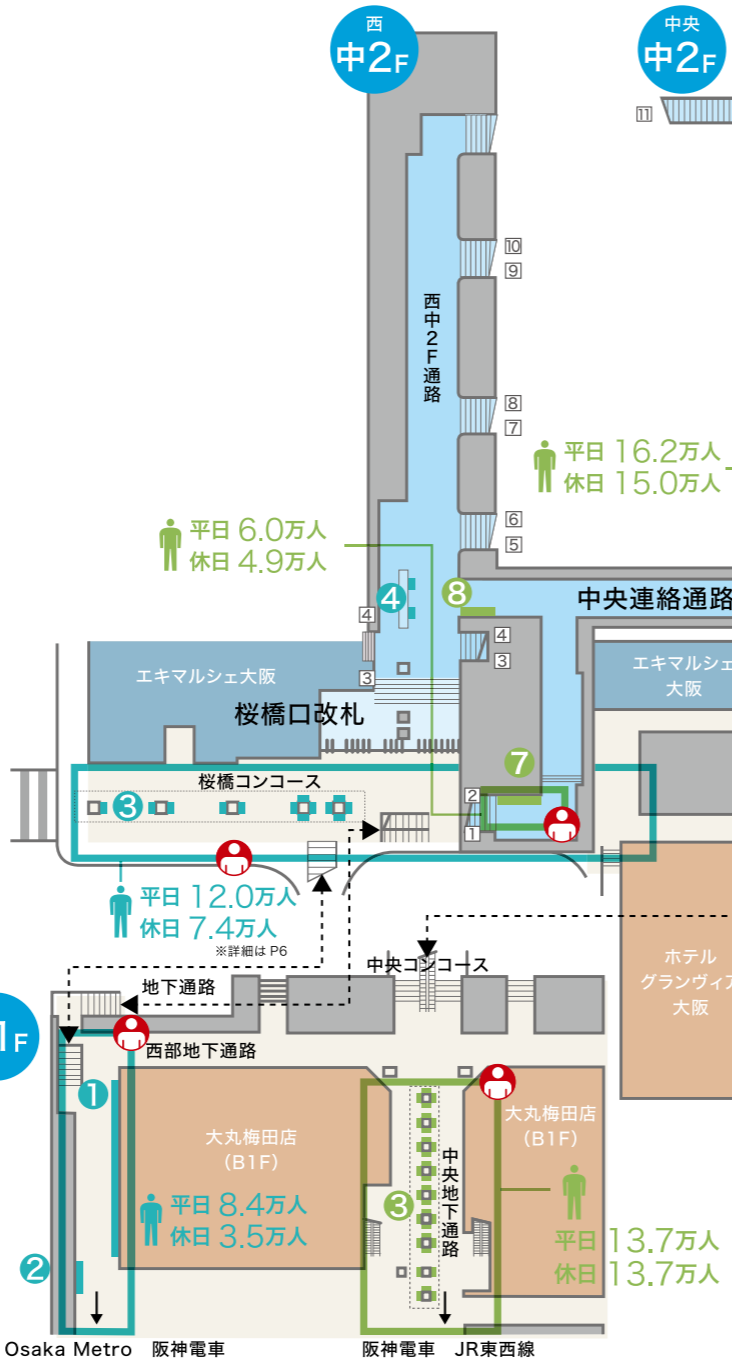 西
中2F
中央
中2F
11
10
9
西中2F通路
8
7
平日 16.2万人
休日 15.0万人
6
5
平日 6.0万人
休日 4.9万人
4
8
中央連絡通路
4
3
4
3
エキマルシェ大阪
エキマルシェ
大阪
桜橋口改札
7
桜橋コンコース
3
2
1
平日 12.0万人
休日 7.4万人
※詳細は P6
中央コンコース
地下通路
ホテル
グランヴィア
大阪
1F
西部地下通路
1
大丸梅田店
(B1F)
大丸梅田店
(B1F)
中央地下通路
3
平日 8.4万人
休日 3.5万人
平日 13.7万人
休日 13.7万人
2
Osaka Metro 阪神電車
阪神電車 JR東西線